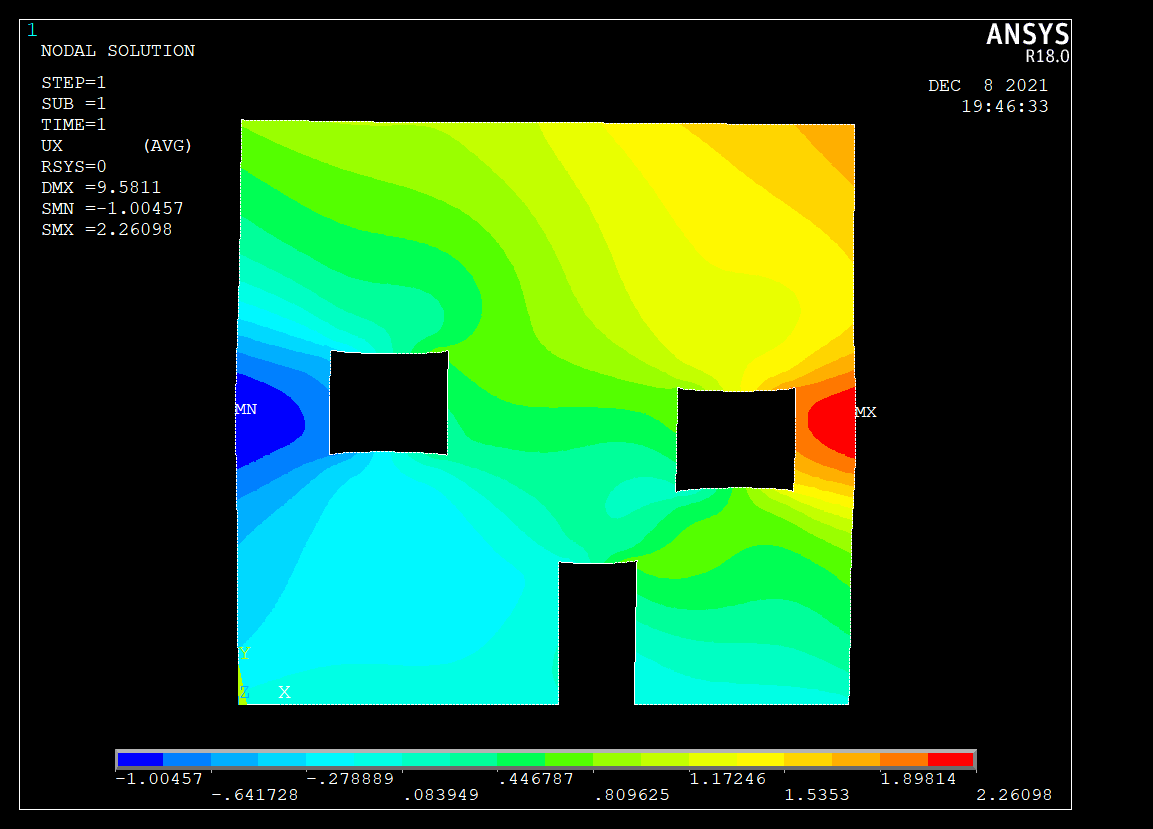 1
ANSYS
R18.0
NODAL SOLUTION
STEP=1
SUB =1
TIME=1
UX (AVG)
RSYS=0
DMX =9.5811
SMN =-1.00457
SMX =2.26098
DEC 8 2021
19:46:33
MN
MX
Y
Z X
-1.00457 -.278889 .446787 1.17246 1.89814
-.641728 .083949 .809625 1.5353 2.26098